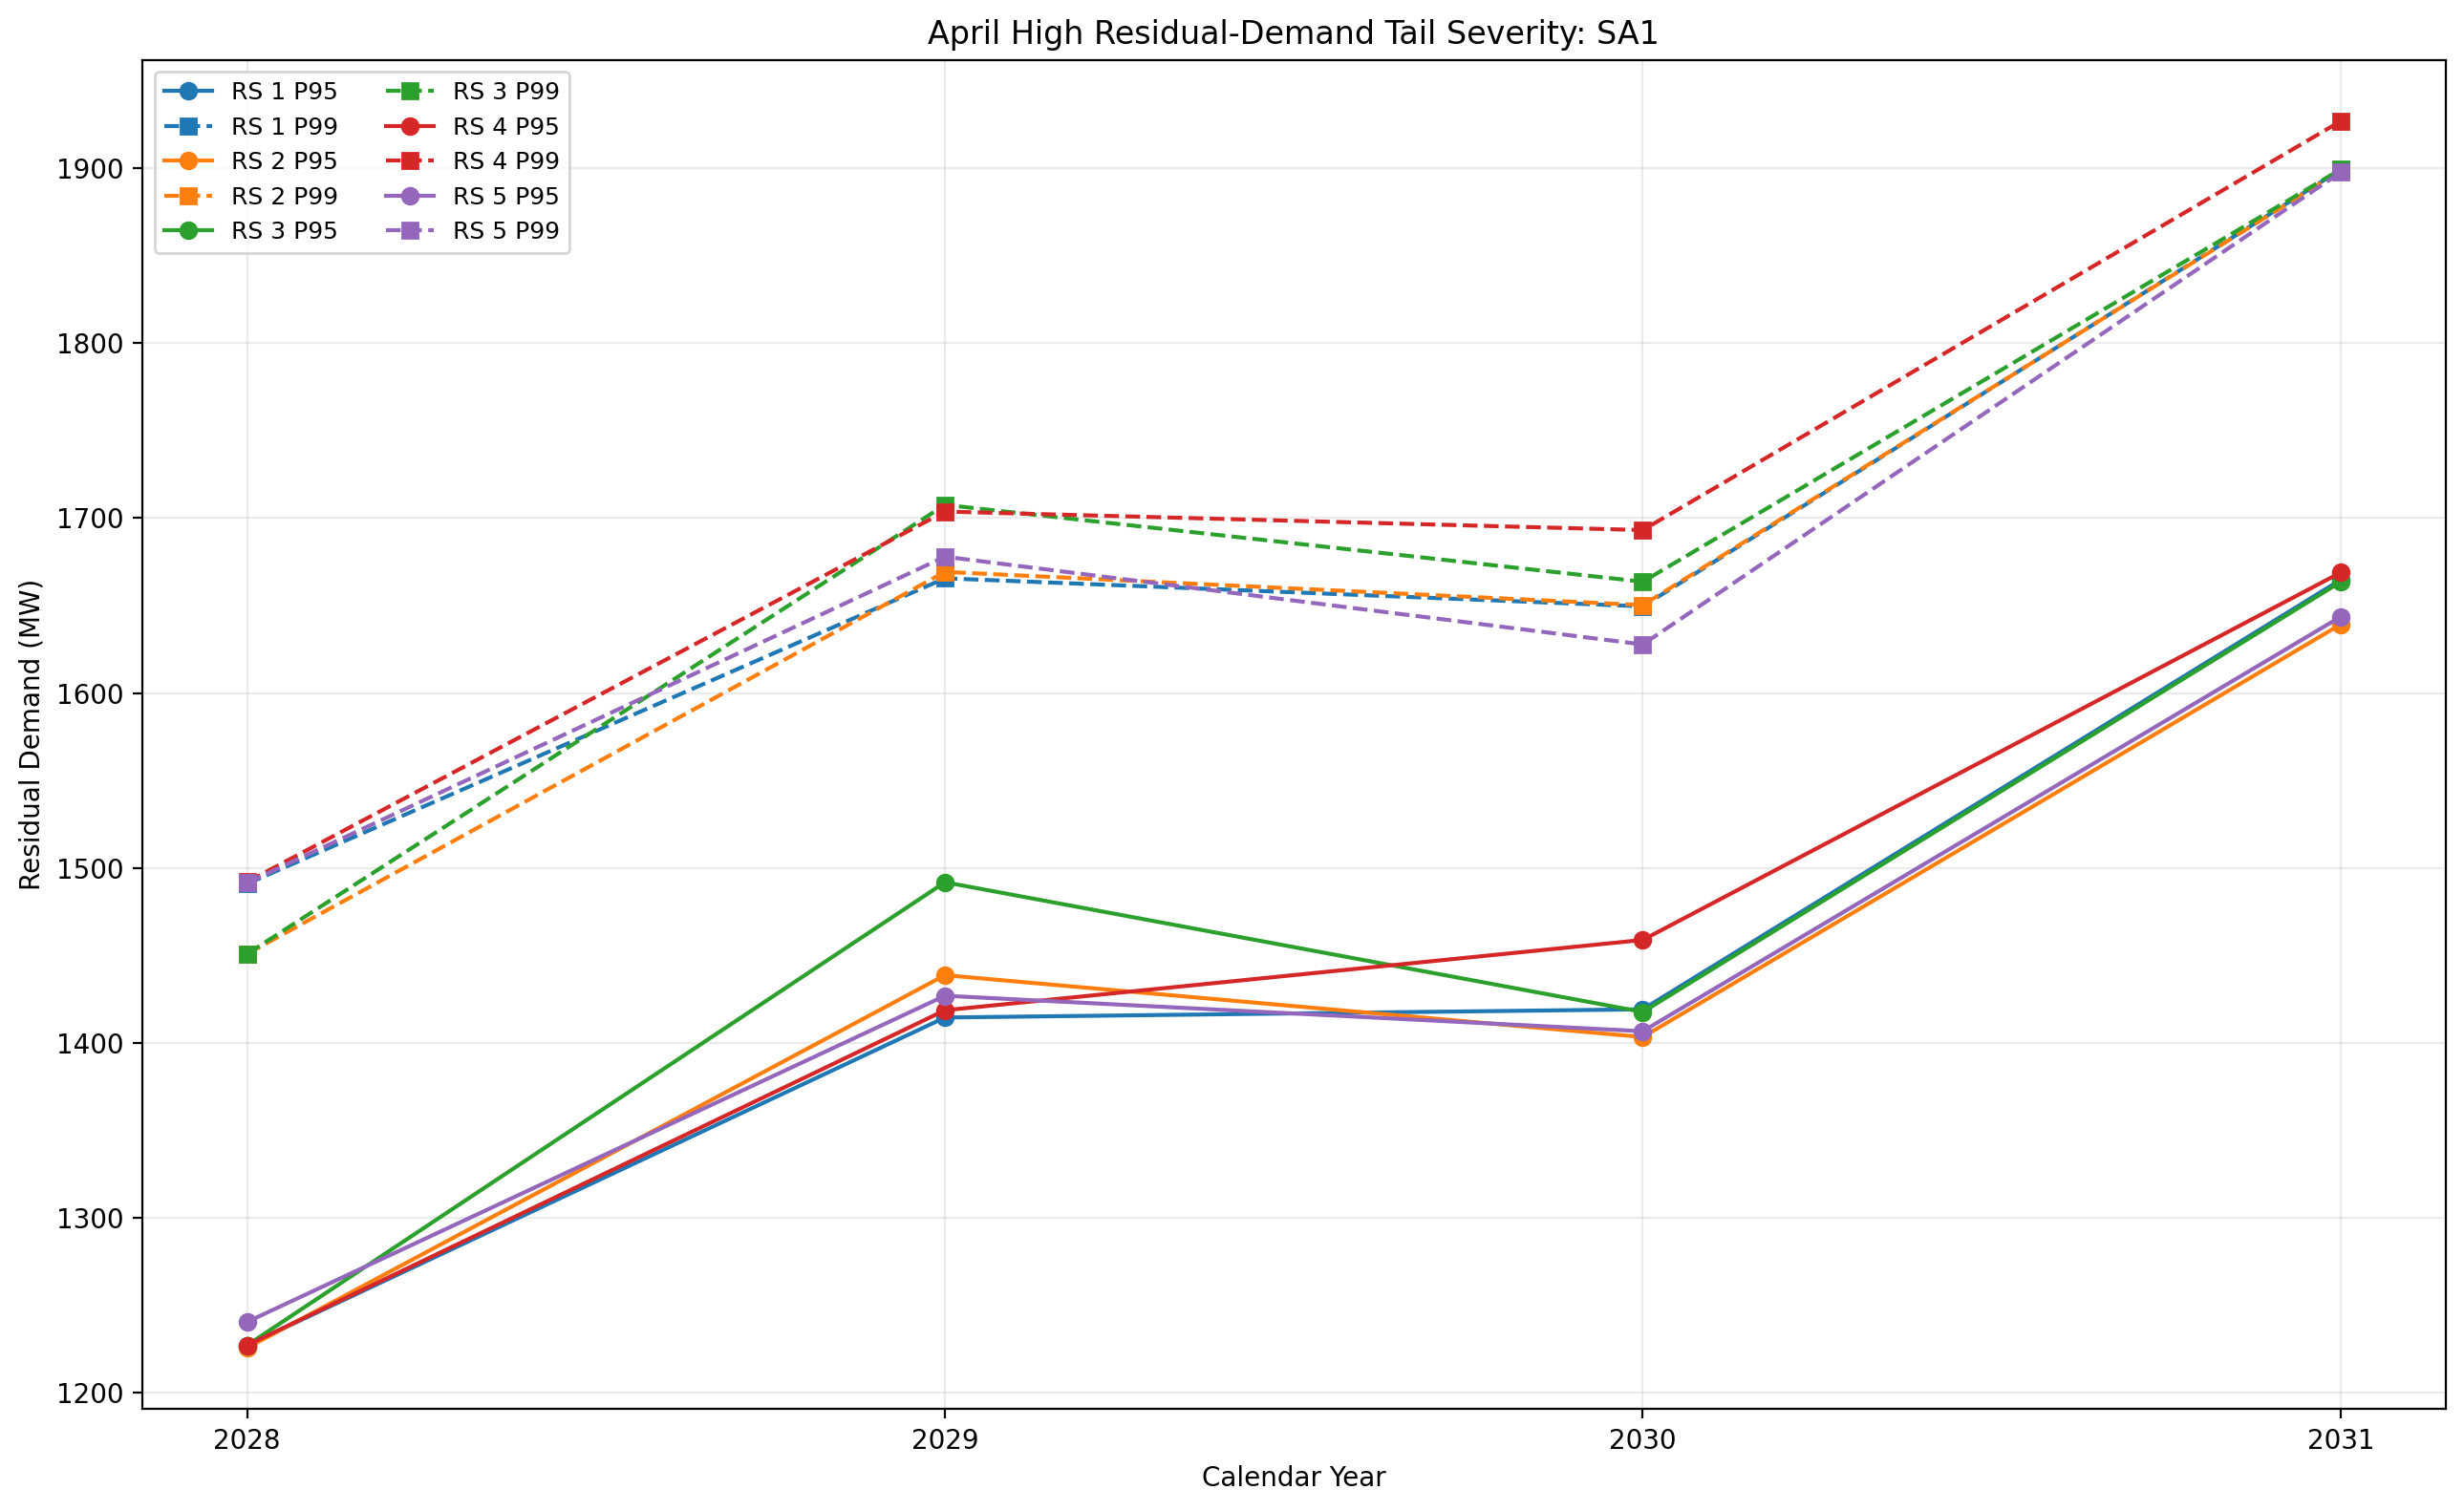 April High Residual-Demand Tail Severity: SA1
RS 1 P95
RS 1 P99
RS 2 P95
RS 2 P99
RS 3 P95
RS 3 P99
RS 4 P95
RS 4 P99
RS 5 P95
RS 5 P99
Residual Demand (MW)
1900
1800
1700
1600
1500
1400
1300
1200
2028
2029
2030
2031
Calendar Year